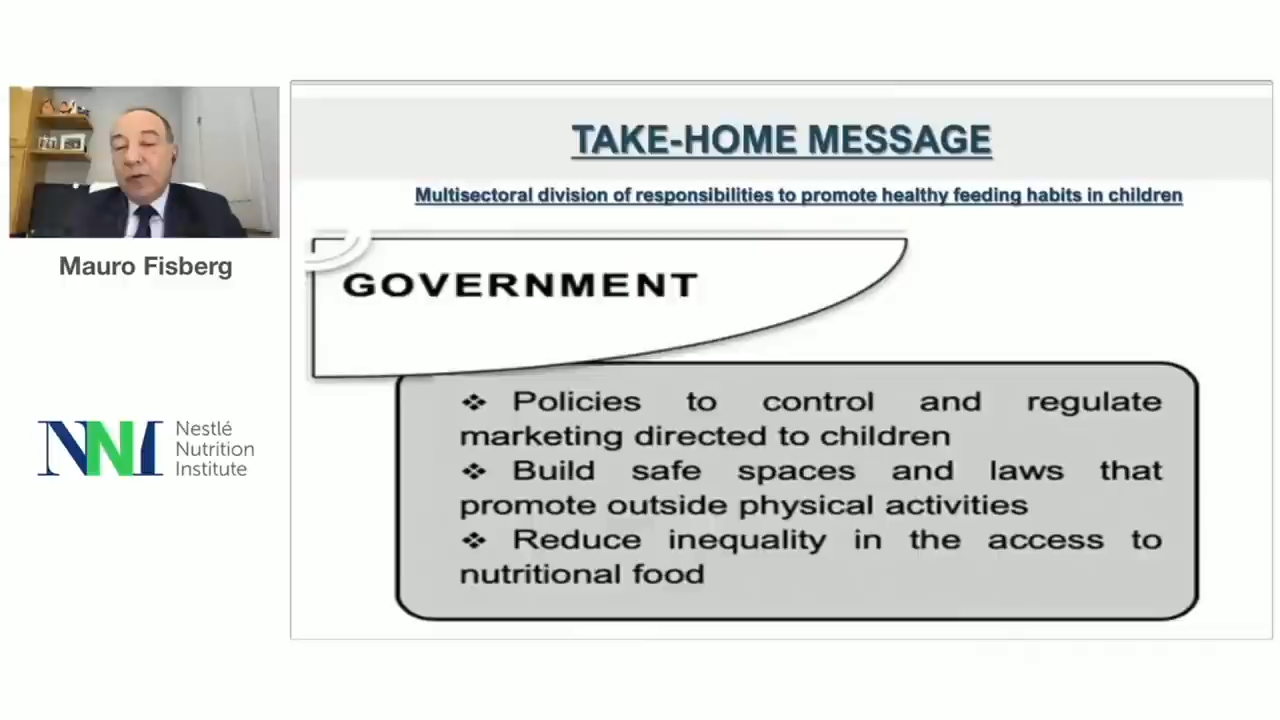 TAKE-HOME MESSAGE
Multisectoral division of responsibilities to promote healthy feeding habits in children
Mauro Fisberg
GOVERNMENT
❖ Policies to control and regulate
marketing directed to children
❖ Build safe spaces and laws that
promote outside physical activities
❖ Reduce inequality in the access to
nutritional food
NNI
Nestlé
Nutrition
Institute